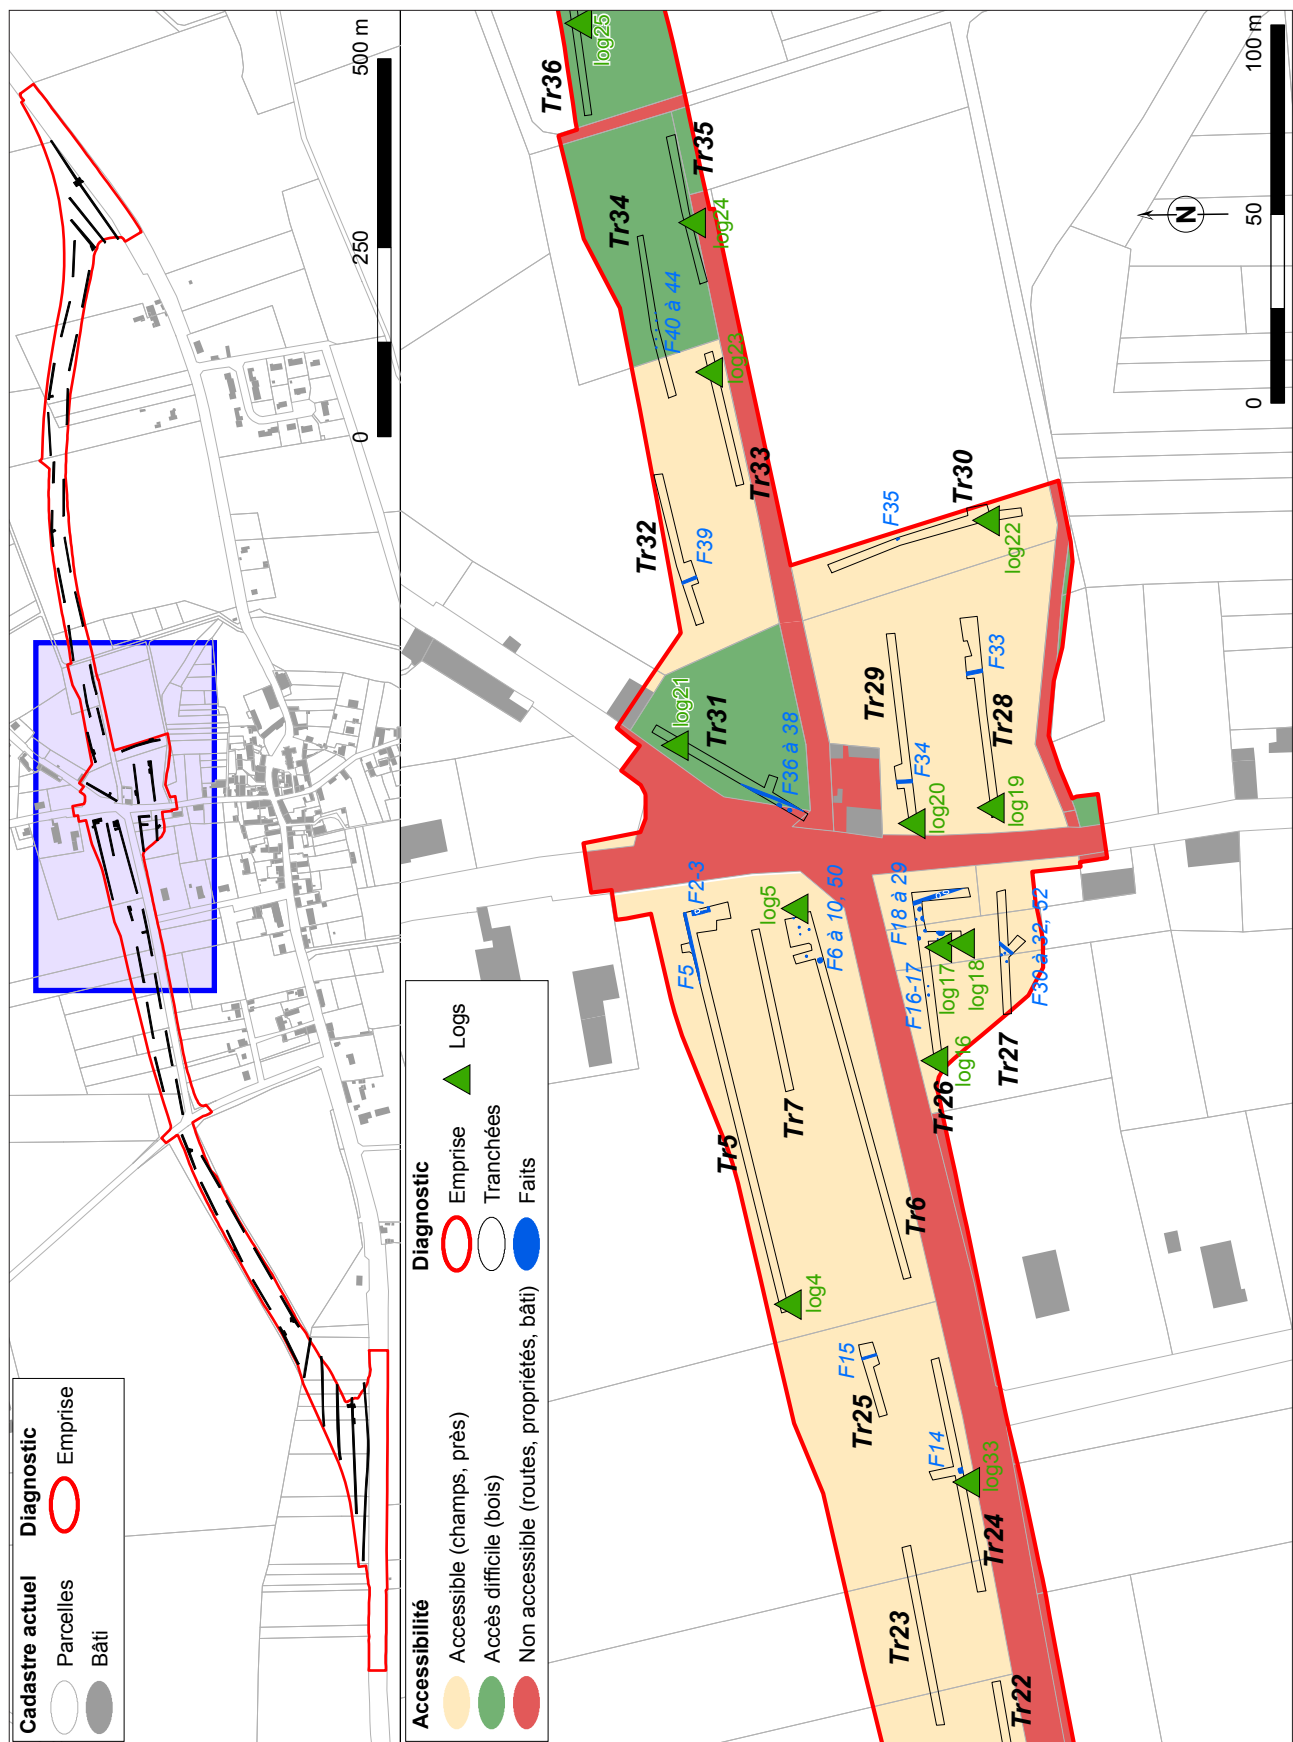 Cadastre actuel
Parcelles
Bâti
Diagnostic
Emprise
0
250
500 m
Accessibilité
Accessible (champs, près)
Accès difficile (bois)
Non accessible (routes, propriétés, bâti)
Diagnostic
Emprise
Tranchées
Faits
Logs
Tr22
Tr23
Tr24
F14
log33
Tr25
F15
log4
Tr5
F5
F2-3
Tr7
log5
Tr6
F6 à 10, 50
Tr26
log16
F16-17
F18 à 29
log17
log18
Tr27
F30 à 32, 52
Tr31
log21
F36 à 38
Tr29
F34
log20
Tr28
F33
log19
Tr30
F35
log22
Tr32
F39
Tr33
log23
Tr34
F40 à 44
Tr35
log24
Tr36
log25
N
0
50
100 m